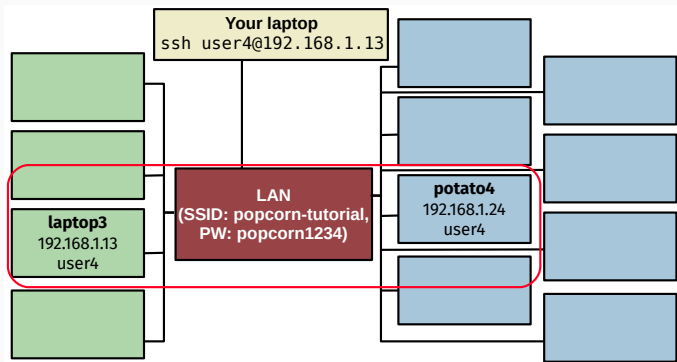 Your laptop
ssh user4@192.168.1.13
LAN
(SSID: popcorn-tutorial,
PW: popcorn1234)
laptop3
192.168.1.13
user4
potato4
192.168.1.24
user4